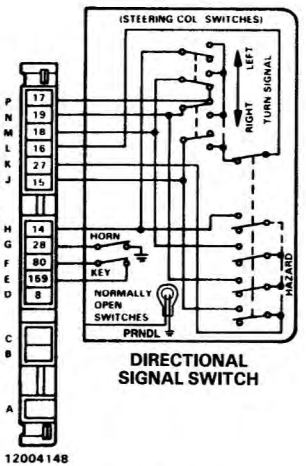 (STEERING COL SWITCHES)
LEFT
RIGHT
TURN SIGNAL
P 17
N 19
M 18
L 16
K 27
J 15
H 14
G 28
F 80
E 159
D 8
C
B
A
HORN
KEY
NORMALLY
OPEN
SWITCHES
PRNDL
HAZARD
DIRECTIONAL
SIGNAL SWITCH
12004148